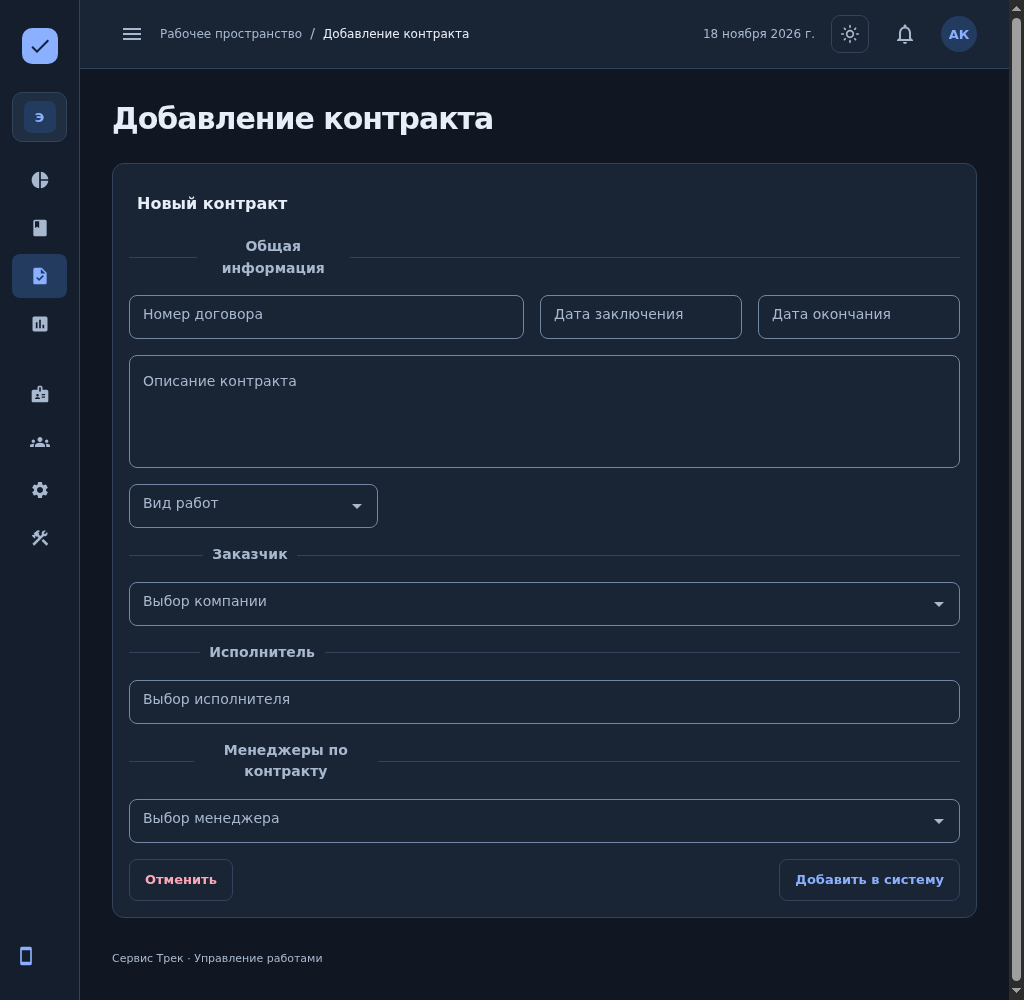 Рабочее пространство / Добавление контракта
18 ноября 2026 г.
АК
Э
Добавление контракта
Новый контракт
Общая
информация
Номер договора
Дата заключения
Дата окончания
Описание контракта
Вид работ
Заказчик
Выбор компании
Исполнитель
Выбор исполнителя
Менеджеры по
контракту
Выбор менеджера
Отменить
Добавить в систему
Сервис Трек · Управление работами